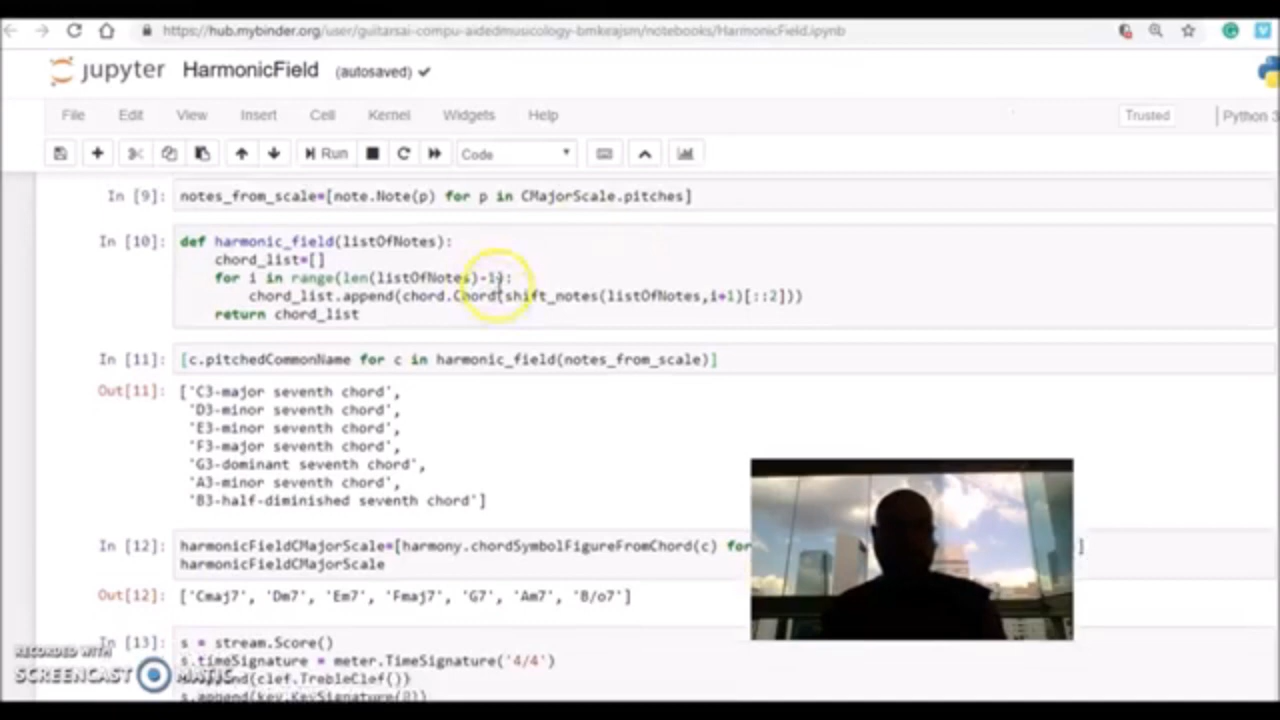 https://hub.mybinder.org/user/guitarsai-compu-aidedmusicology-bmkeajsm/notebooks/HarmonicField.ipynb
jupyter HarmonicField (autosaved)
File Edit View Insert Cell Kernel Widgets Help Trusted Python 3
Run Code
In [9]: notes_from_scale=[note.Note(p) for p in CMajorScale.pitches]
In [10]: def harmonic_field(listOfNotes):
chord_list=[]
for i in range(len(listOfNotes)-1):
chord_list.append(chord.Chord(shift_notes(listOfNotes,i+1)[::2]))
return chord_list
In [11]: [c.pitchedCommonName for c in harmonic_field(notes_from_scale)]
Out[11]: ['C3-major seventh chord',
'D3-minor seventh chord',
'E3-minor seventh chord',
'F3-major seventh chord',
'G3-dominant seventh chord',
'A3-minor seventh chord',
'B3-half-diminished seventh chord']
In [12]: harmonicFieldCMajorScale=[harmony.chordSymbolFigureFromChord(c) for ]
harmonicFieldCMajorScale
Out[12]: ['Cmaj7', 'Dm7', 'Em7', 'Fmaj7', 'G7', 'Am7', 'B/o7']
In [13]: s = stream.Score()
s.timeSignature = meter.TimeSignature('4/4')
(clef.TrebleClef())
s.append(key.KeySignature(0))
RECORDED WITH
SCREENCAST MATIC